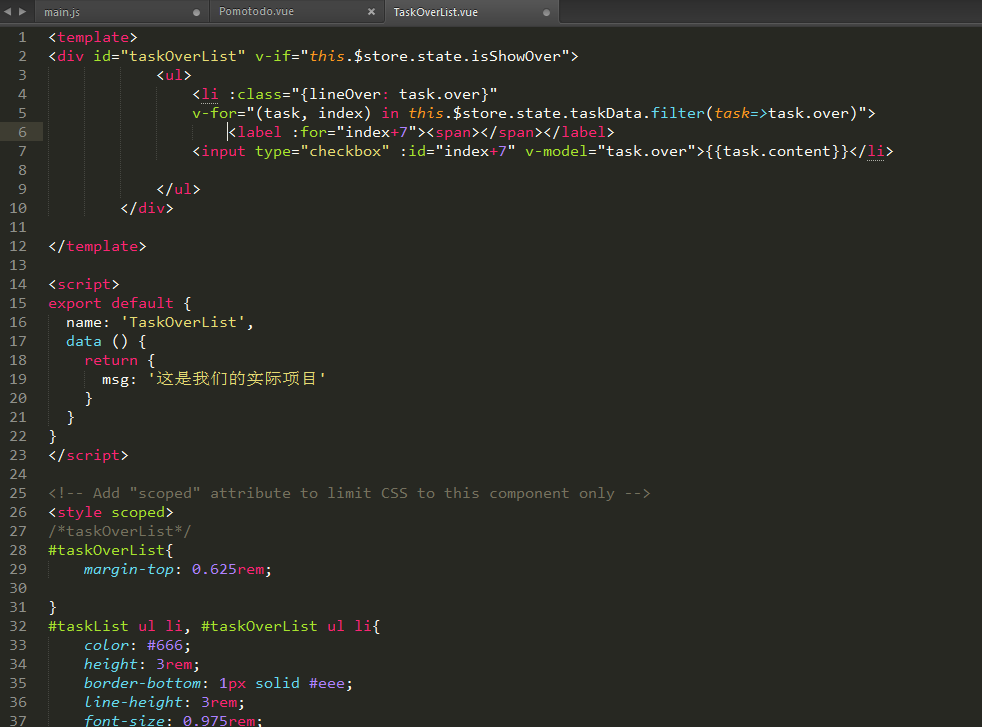 main.js
Pomotodo.vue
TaskOverList.vue
1 <template>
2 <div id="taskOverList" v-if="this.$store.state.isShowOver">
3 <ul>
4 <li :class="{lineOver: task.over}"
5 v-for="(task, index) in this.$store.state.taskData.filter(task=>task.over)">
6 <label :for="index+7"><span></span></label>
7 <input type="checkbox" :id="index+7" v-model="task.over">{{task.content}}</li>
8
9 </ul>
10 </div>
11
12 </template>
13
14 <script>
15 export default {
16 name: 'TaskOverList',
17 data () {
18 return {
19 msg: '这是我们的实际项目'
20 }
21 }
22 }
23 </script>
24
25 <!-- Add "scoped" attribute to limit CSS to this component only -->
26 <style scoped>
27 /*taskOverList*/
28 #taskOverList{
29 margin-top: 0.625rem;
30
31 }
32 #taskList ul li, #taskOverList ul li{
33 color: #666;
34 height: 3rem;
35 border-bottom: 1px solid #eee;
36 line-height: 3rem;
37 font-size: 0.975rem;